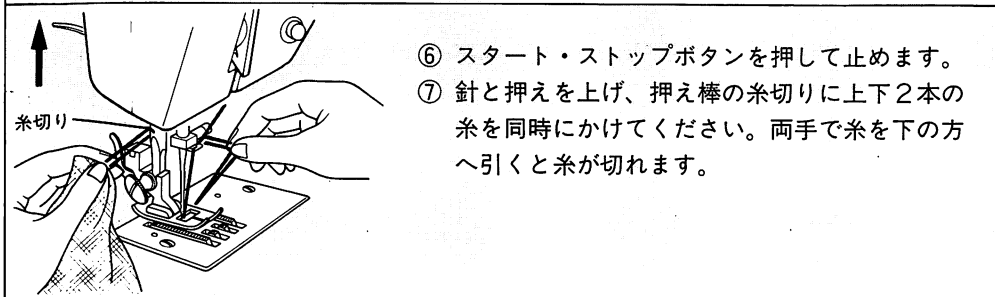 糸切り
⑥ スタート・ストップボタンを押して止めます。
⑦ 針と押えを上げ、押え棒の糸切りに上下2本の
糸を同時にかけてください。両手で糸を下の方
へ引くと糸が切れます。